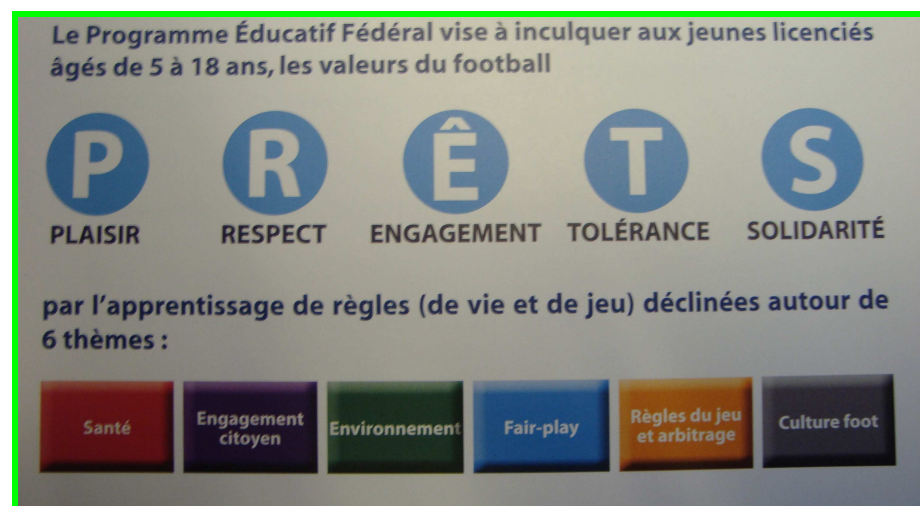 Le Programme Éducatif Fédéral vise à inculquer aux jeunes licenciés
âgés de 5 à 18 ans, les valeurs du football
P R Ê T S
PLAISIR RESPECT ENGAGEMENT TOLÉRANCE SOLIDARITÉ
par l'apprentissage de règles (de vie et de jeu) déclinées autour de
6 thèmes :
Santé
Engagement
citoyen
Environnement
Fair-play
Règles du jeu
et arbitrage
Culture foot